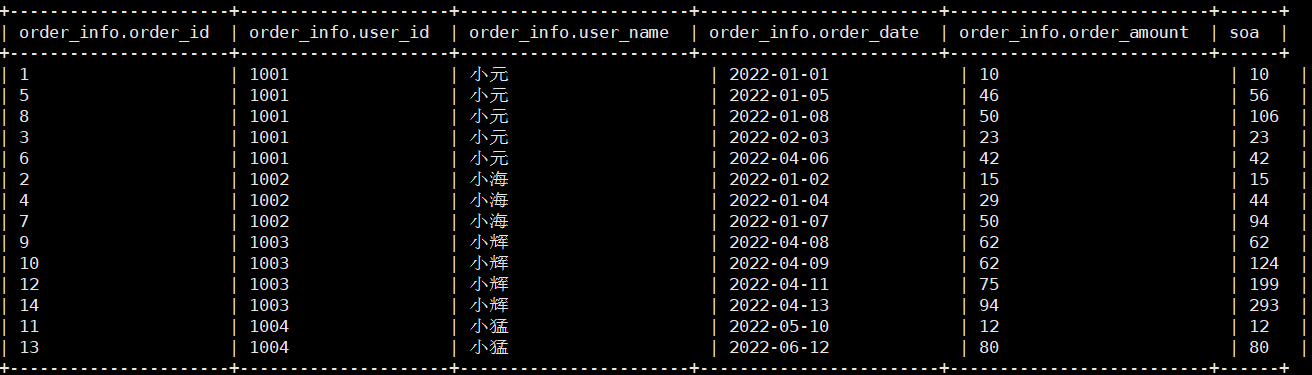 order_info.order_id | order_info.user_id | order_info.user_name | order_info.order_date | order_info.order_amount | soa
1 | 1001 | 小元 | 2022-01-01 | 10 | 10
5 | 1001 | 小元 | 2022-01-05 | 46 | 56
8 | 1001 | 小元 | 2022-01-08 | 50 | 106
3 | 1001 | 小元 | 2022-02-03 | 23 | 23
6 | 1001 | 小元 | 2022-04-06 | 42 | 42
2 | 1002 | 小海 | 2022-01-02 | 15 | 15
4 | 1002 | 小海 | 2022-01-04 | 29 | 44
7 | 1002 | 小海 | 2022-01-07 | 50 | 94
9 | 1003 | 小辉 | 2022-04-08 | 62 | 62
10 | 1003 | 小辉 | 2022-04-09 | 62 | 124
12 | 1003 | 小辉 | 2022-04-11 | 75 | 199
14 | 1003 | 小辉 | 2022-04-13 | 94 | 293
11 | 1004 | 小猛 | 2022-05-10 | 12 | 12
13 | 1004 | 小猛 | 2022-06-12 | 80 | 80